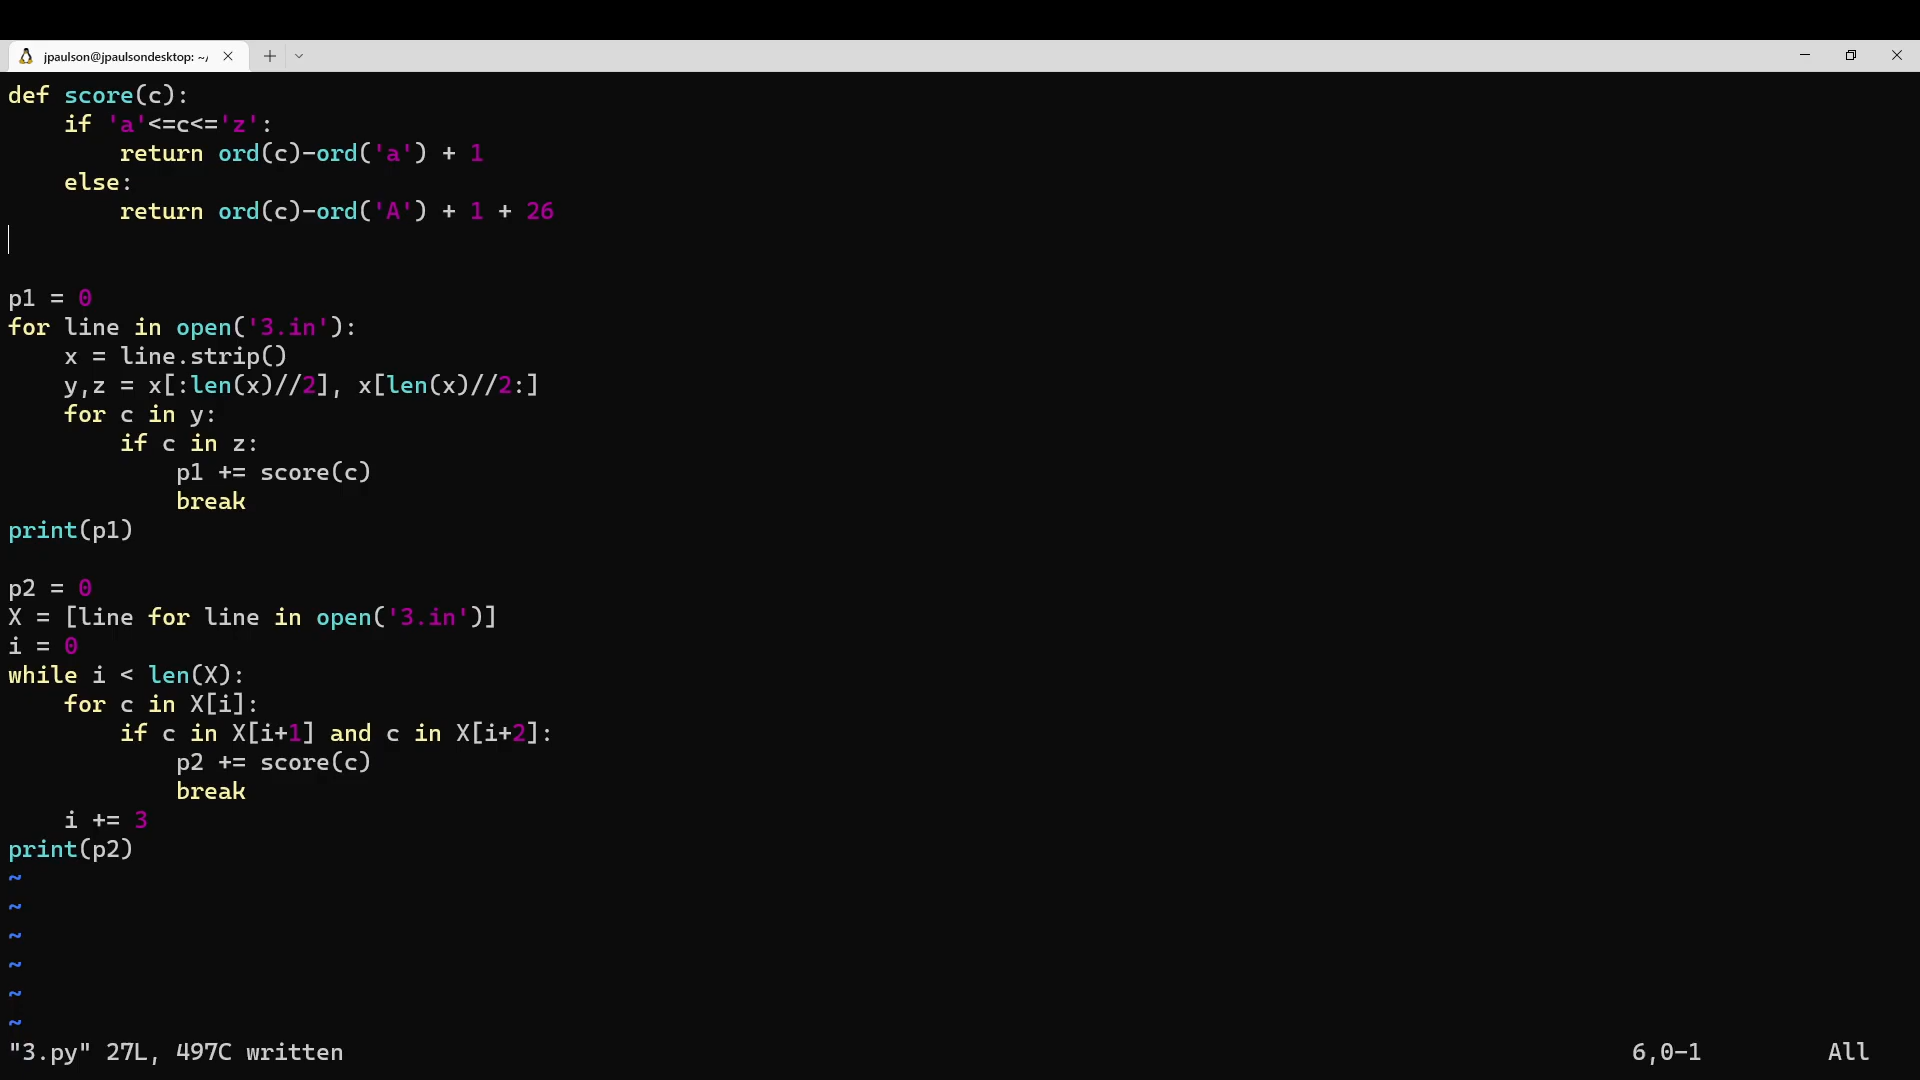 jpaulson@jpaulsondesktop: ~/
def score(c):
    if 'a'<=c<='z':
        return ord(c)-ord('a') + 1
    else:
        return ord(c)-ord('A') + 1 + 26
p1 = 0
for line in open('3.in'):
    x = line.strip()
    y,z = x[:len(x)//2], x[len(x)//2:]
    for c in y:
        if c in z:
            p1 += score(c)
            break
print(p1)
p2 = 0
X = [line for line in open('3.in')]
i = 0
while i < len(X):
    for c in X[i]:
        if c in X[i+1] and c in X[i+2]:
            p2 += score(c)
            break
    i += 3
print(p2)
~
~
~
~
~
~
"3.py" 27L, 497C written 6,0-1 All